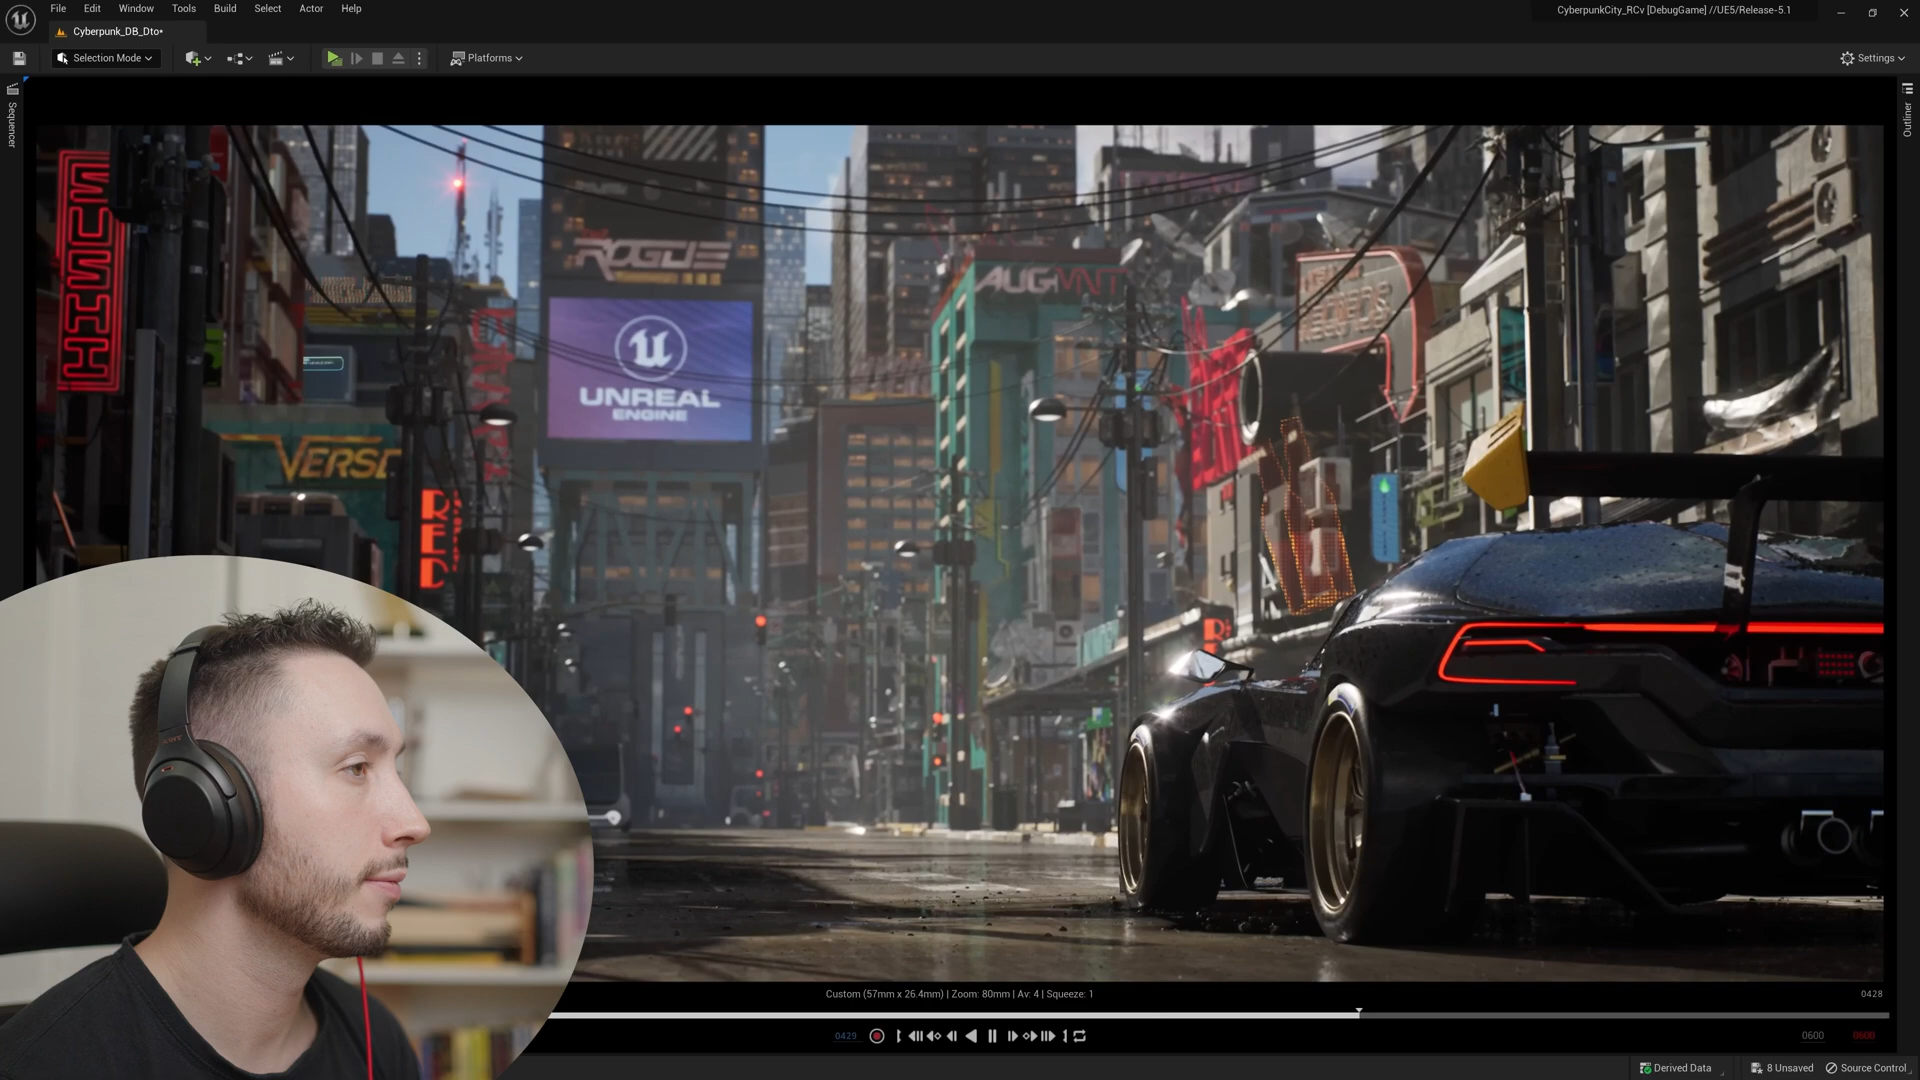 File Edit Window Tools Build Select Actor Help
CyberpunkCity_RCv [DebugGame] //UE5/Release-5.1
Cyberpunk_DB_Dto*
Selection Mode
Platforms
Settings
Sequencer
Outliner
ROGUE
AUGMNT
UNREAL
ENGINE
VERSE
RED
Custom (57mm x 26.4mm) | Zoom: 80mm | Av: 4 | Squeeze: 1
0428
0429
0600
0600
Derived Data
8 Unsaved
Source Control